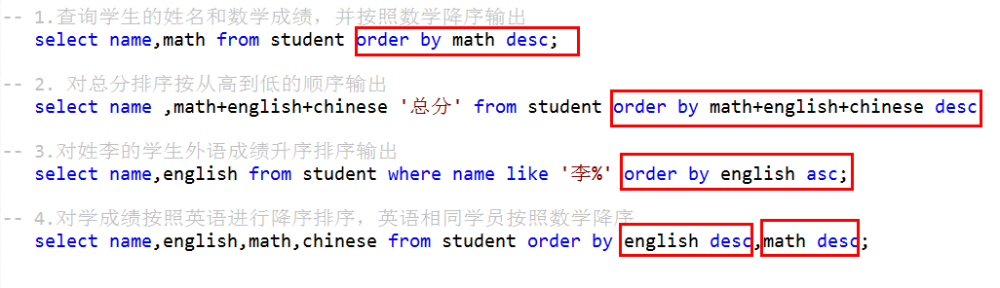 -- 1.查询学生的姓名和数学成绩，并按照数学降序输出
select name,math from student order by math desc;
-- 2. 对总分排序按从高到低的顺序输出
select name ,math+english+chinese '总分' from student order by math+english+chinese desc
-- 3.对姓李的学生外语成绩升序排序输出
select name,english from student where name like '李%' order by english asc;
-- 4.对学成绩按照英语进行降序排序，英语相同学员按照数学降序
select name,english,math,chinese from student order by english desc,math desc;